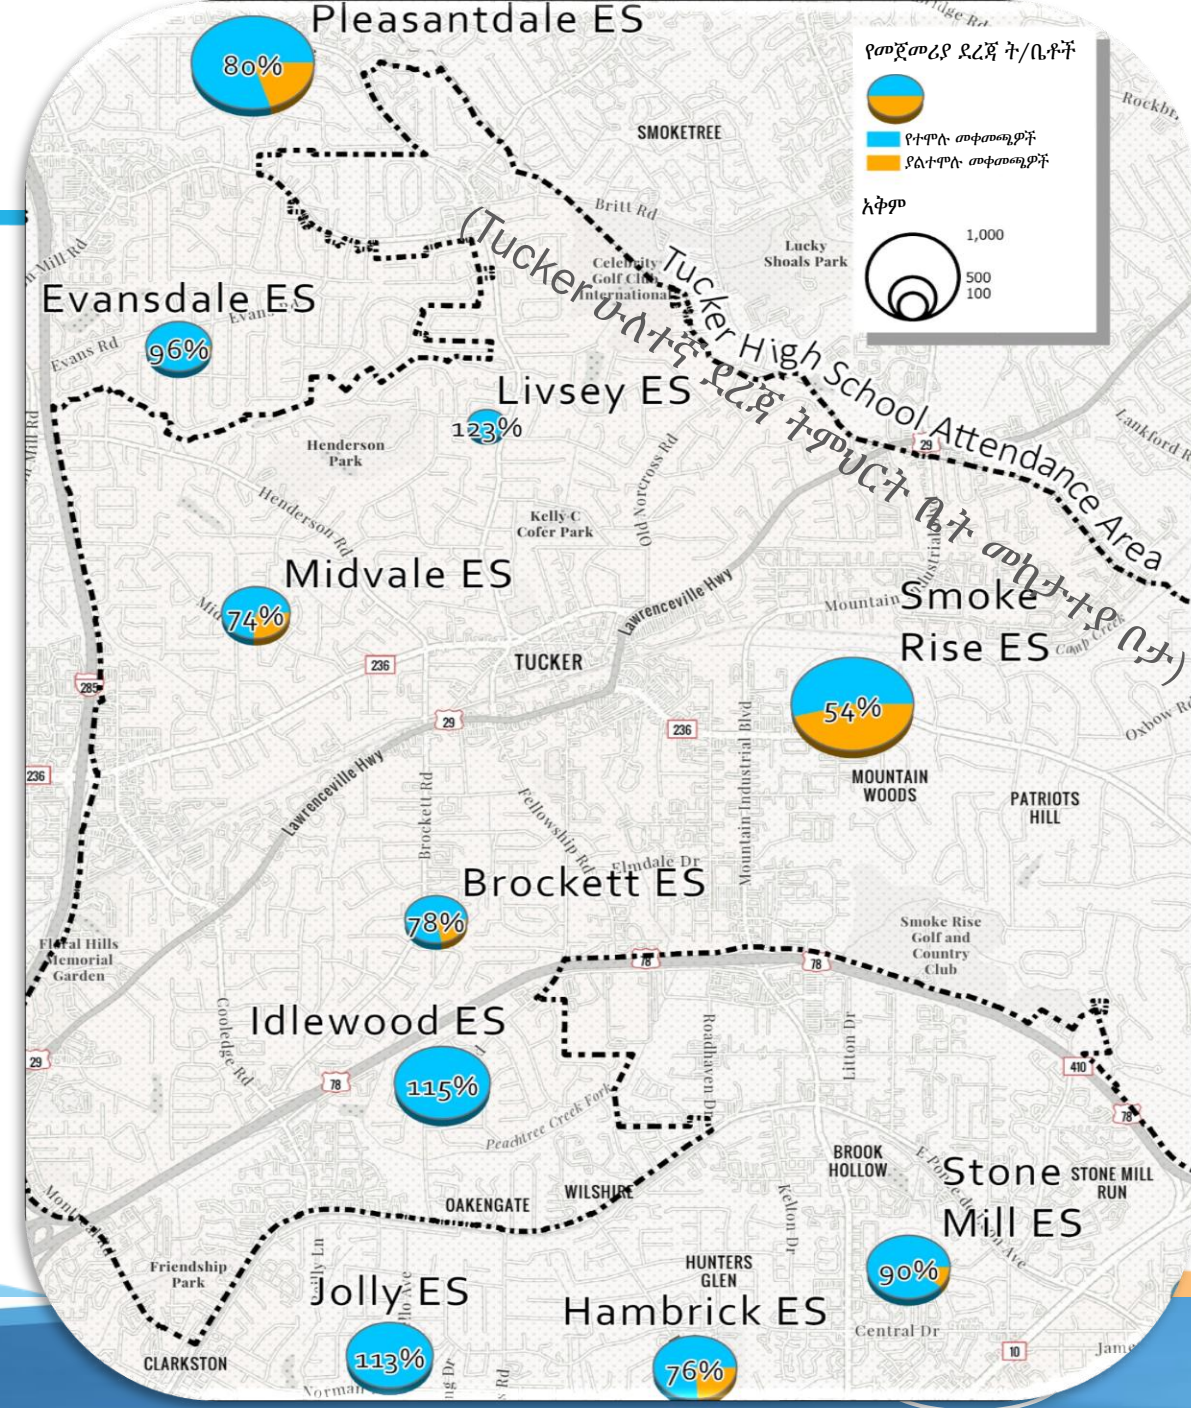 Pleasantdale ES
80%
SMOKETREE
Britt Rd
Celebrity
Golf Club
International
Lucky
Shoals Park
የመጀመሪያ ደረጃ ት/ቤቶች
የተሞሉ መቀመጫዎች
ያልተሞሉ መቀመጫዎች
አቅም
1,000
500
100
Tucker High School Attendance Area
(Tucker ሁለተኛ ደረጃ ትምህርት ቤት መከታተያ ቦታ)
Evansdale ES
Evans Rd
96%
Livsey ES
123%
Henderson
Park
Henderson Rd
Kelly C
Cofer Park
Old Norcross Rd
29
Midvale ES
74%
Lawrenceville Hwy
Mountain
Smoke
Rise ES
Camp Creek
54%
TUCKER
236
285
29
236
236
Mountain Industrial Blvd
MOUNTAIN
WOODS
PATRIOTS
HILL
Lawrenceville Hwy
Brockett Rd
Fellowship Rd
Elmdale Dr
Brockett ES
78%
Floral Hills
Memorial
Garden
Smoke Rise
Golf and
Country
Club
78
78
Idlewood ES
115%
Cooledge Rd
29
78
Peachtree Creek Fork
Roadhaven Dr
Litton Dr
410
78
BROOK
HOLLOW
Stone
Mill ES
STONE MILL
RUN
90%
OAKENGATE
WILSHIRE
Kelton Dr
Friendship
Park
HUNTERS
GLEN
Jolly ES
113%
Hambrick ES
76%
Central Dr
10
CLARKSTON